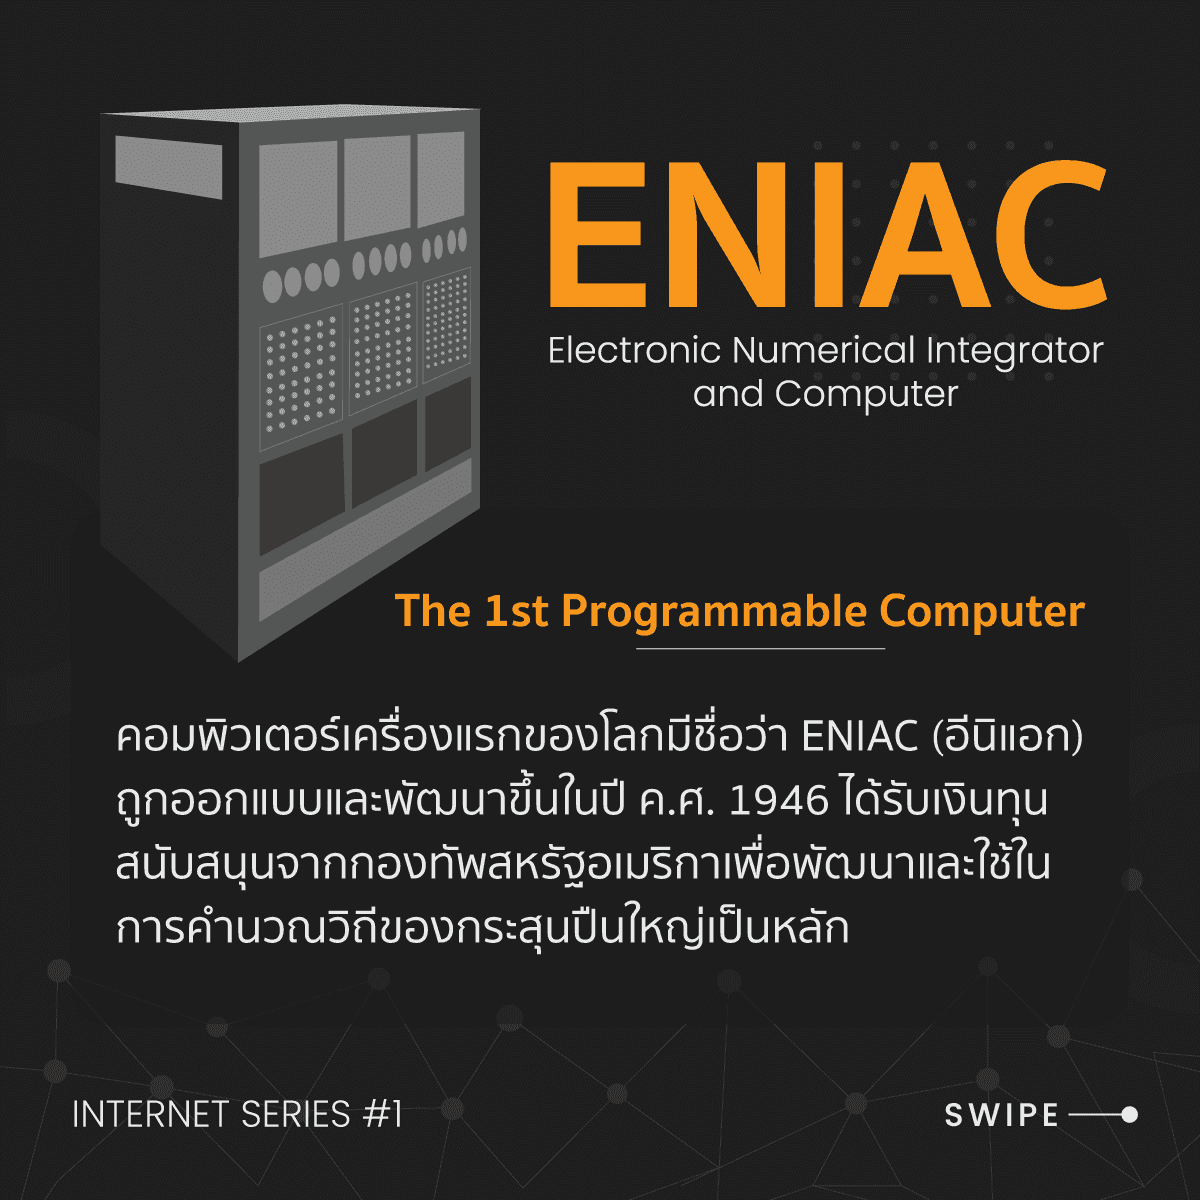 ENIAC
Electronic Numerical Integrator
and Computer
The 1st Programmable Computer
คอมพิวเตอร์เครื่องแรกของโลกมีชื่อว่า ENIAC (อีนิแอก)
ถูกออกแบบและพัฒนาขึ้นในปี ค.ศ. 1946 ได้รับเงินทุน
สนับสนุนจากกองทัพสหรัฐอเมริกาเพื่อพัฒนาและใช้ใน
การคำนวณวิถีของกระสุนปืนใหญ่เป็นหลัก
INTERNET SERIES #1
SWIPE